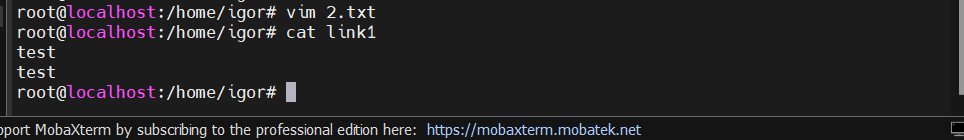 root@localhost:/home/igor# vim 2.txt
root@localhost:/home/igor# cat link1
test
test
root@localhost:/home/igor#
pport MobaXterm by subscribing to the professional edition here: https://mobaxterm.mobatek.net